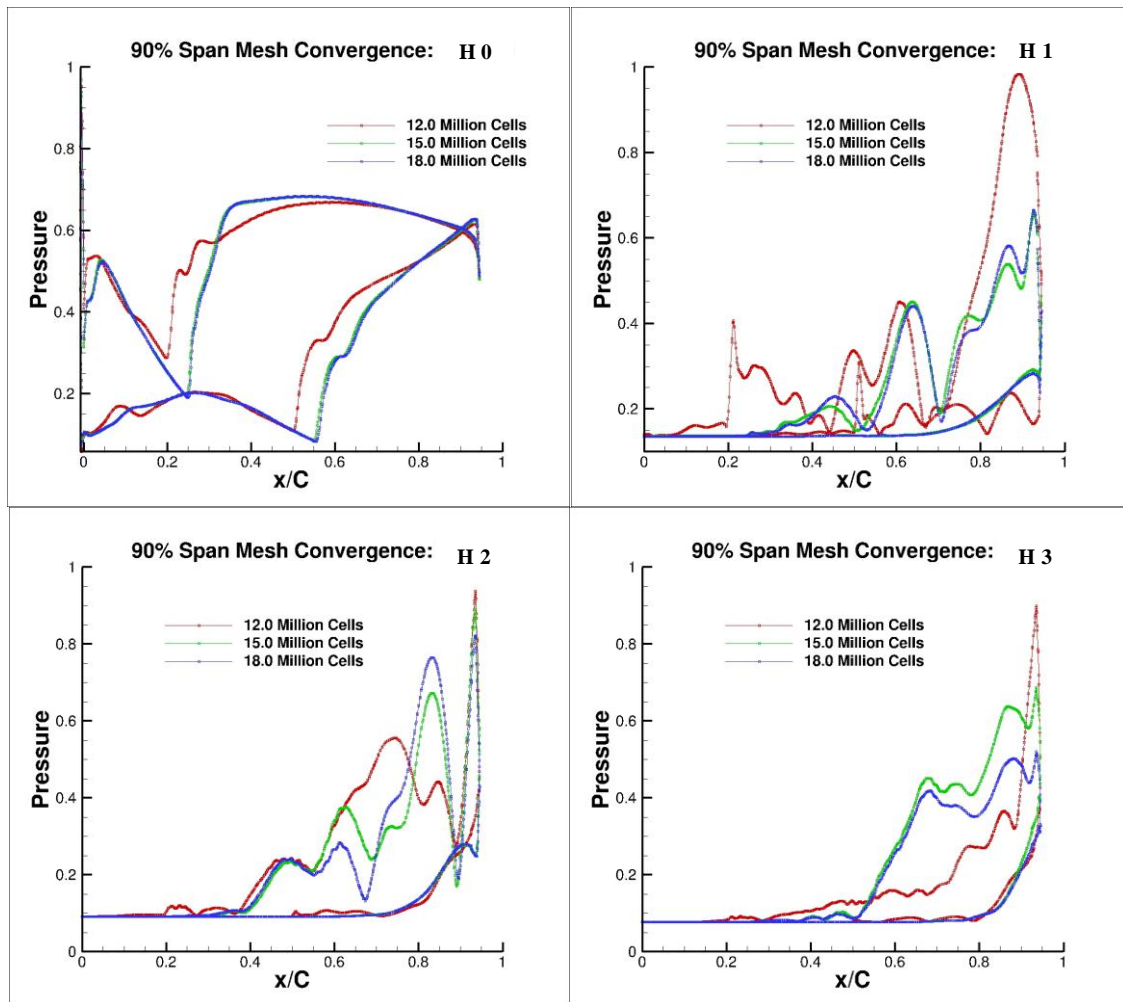 90% Span Mesh Convergence: H 0
1
12.0 Million Cells
15.0 Million Cells
18.0 Million Cells
0.8
0.6
0.4
0.2
Pressure
0 0.2 0.4 0.6 0.8 1
x/C
90% Span Mesh Convergence: H 1
1
12.0 Million Cells
15.0 Million Cells
18.0 Million Cells
0.8
0.6
0.4
0.2
Pressure
0 0.2 0.4 0.6 0.8 1
x/C
90% Span Mesh Convergence: H 2
1
12.0 Million Cells
15.0 Million Cells
18.0 Million Cells
0.8
0.6
0.4
0.2
0
Pressure
0 0.2 0.4 0.6 0.8 1
x/C
90% Span Mesh Convergence: H 3
1
12.0 Million Cells
15.0 Million Cells
18.0 Million Cells
0.8
0.6
0.4
0.2
0
Pressure
0 0.2 0.4 0.6 0.8 1
x/C